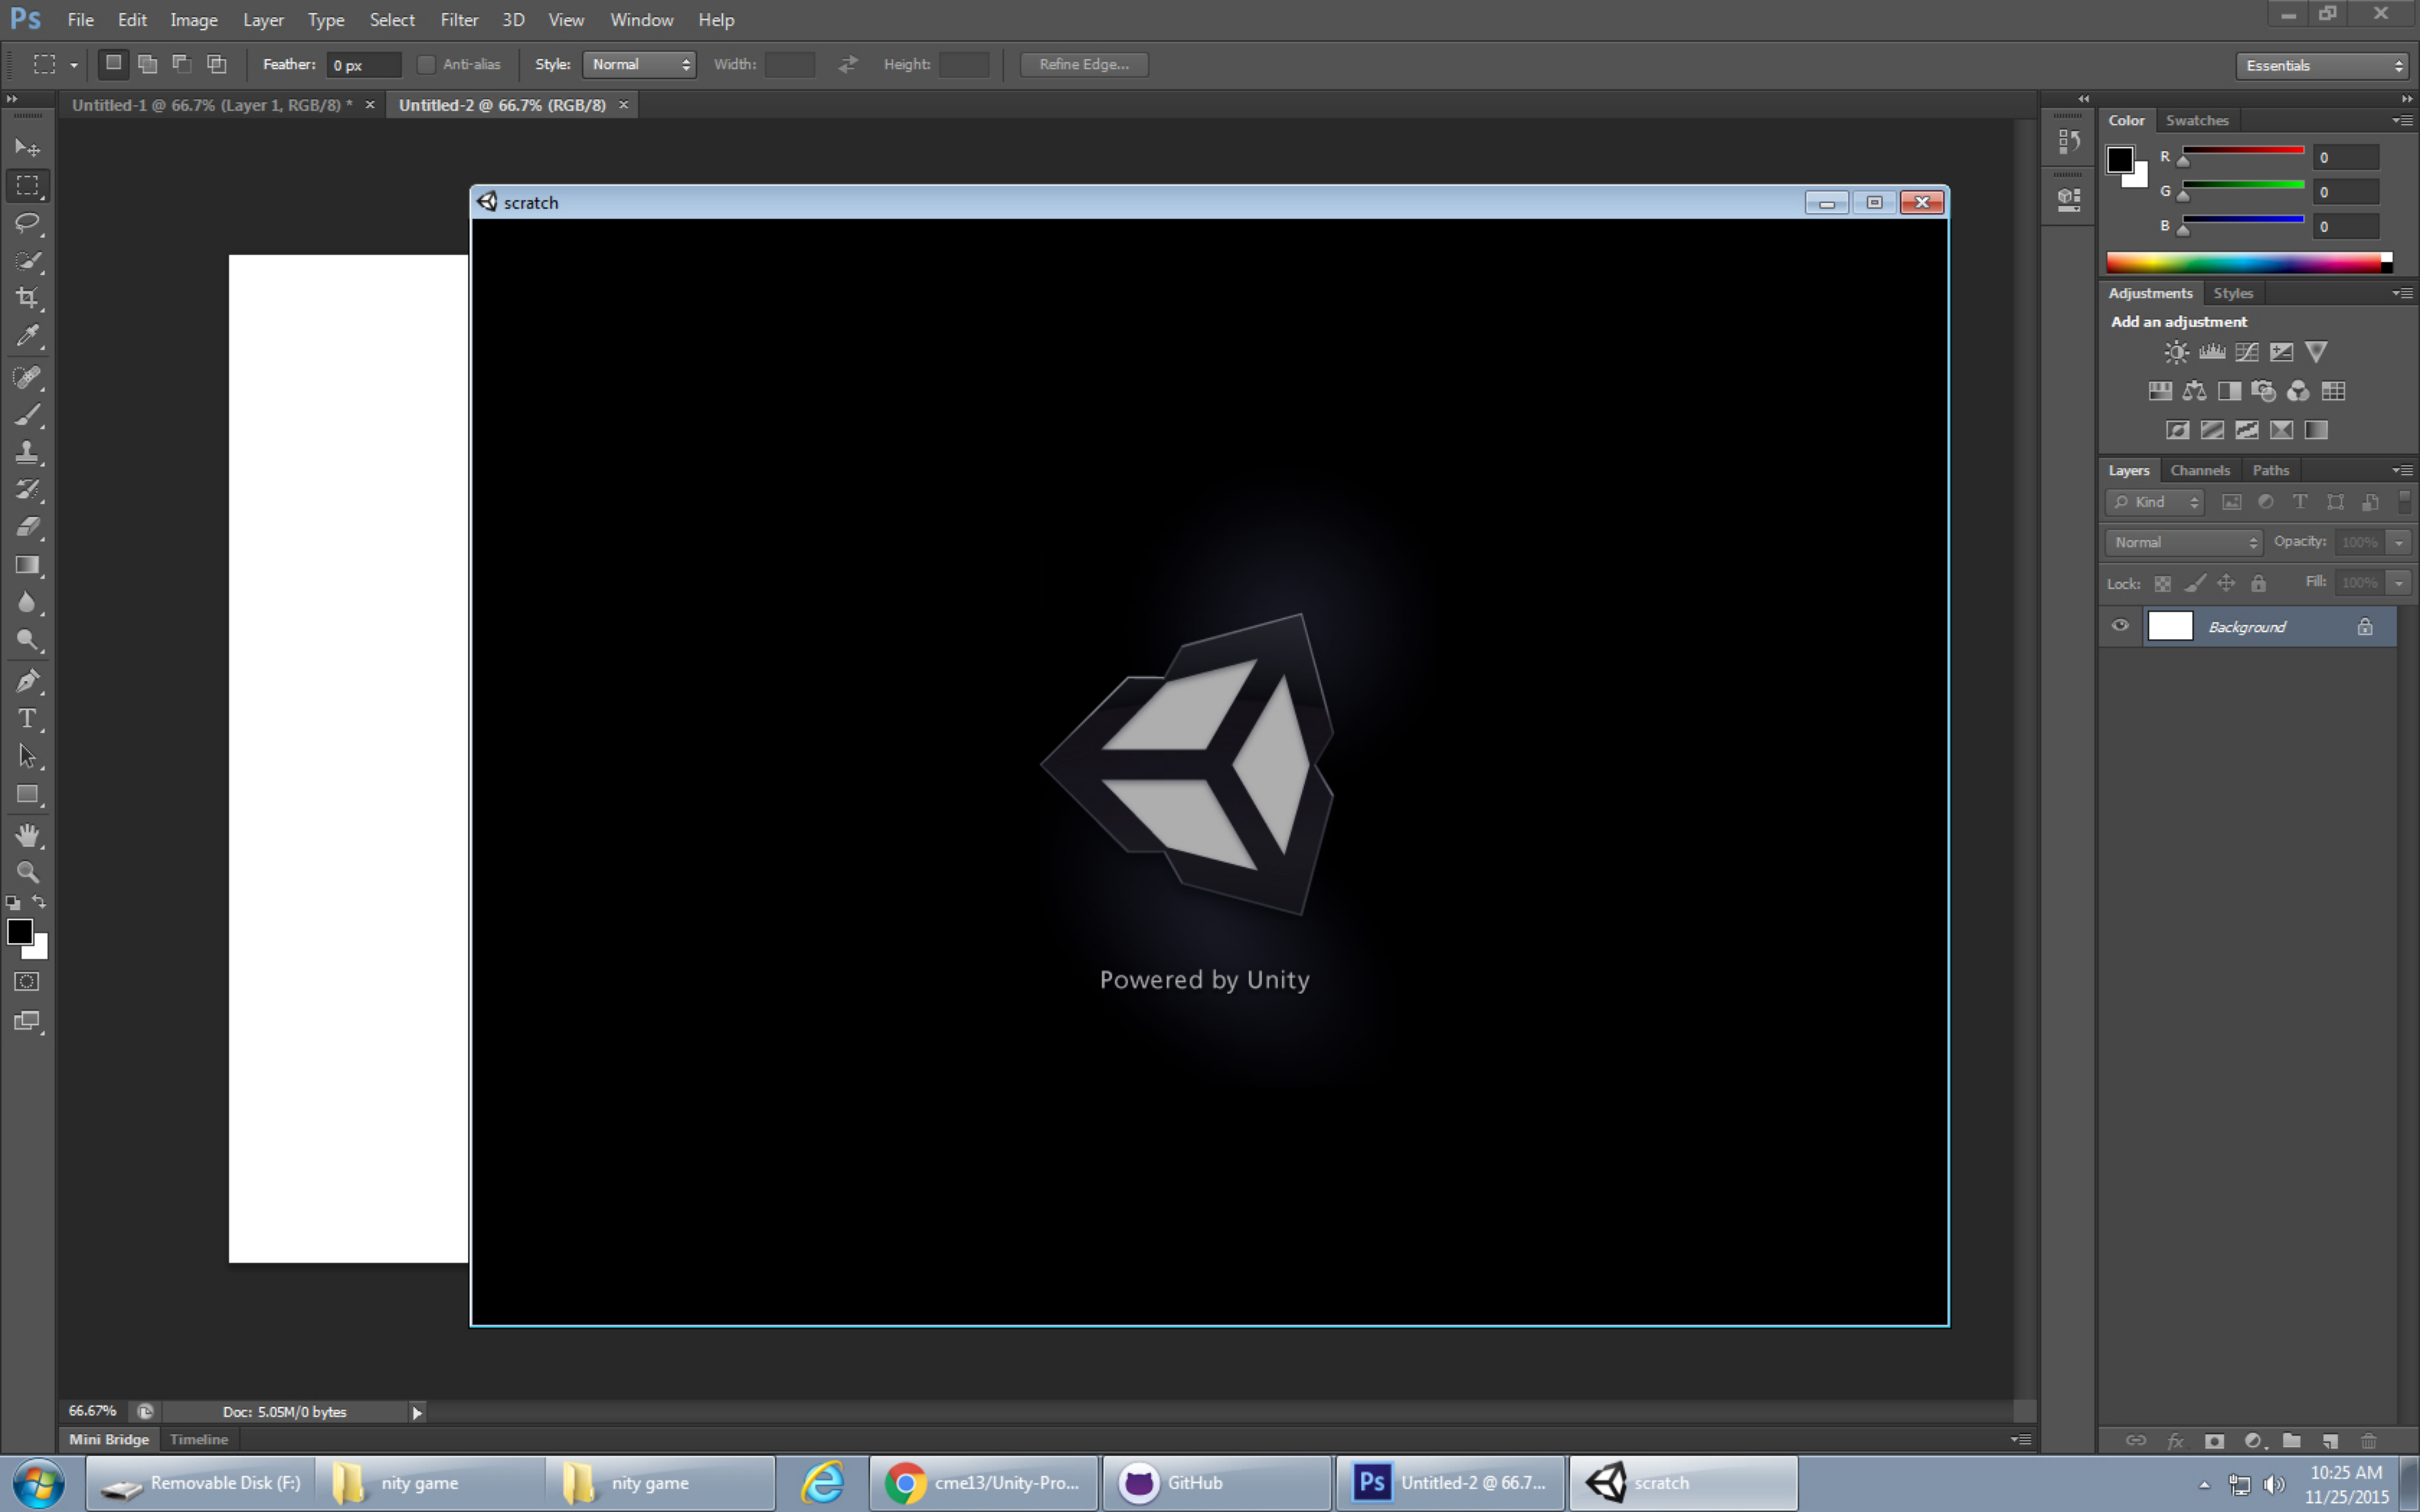 Ps File Edit Image Layer Type Select Filter 3D View Window Help
Feather: 0 px Anti-alias Style: Normal Width: Height: Refine Edge... Essentials
Untitled-1 @ 66.7% (Layer 1, RGB/8) * × Untitled-2 @ 66.7% (RGB/8) ×
Color Swatches
R 0
G 0
B 0
scratch
Adjustments Styles
Add an adjustment
Layers Channels Paths
Kind T
Normal Opacity: 100%
Lock: Fill: 100%
Background
T
Powered by Unity
66.67% Doc: 5.05M/0 bytes
Mini Bridge Timeline
fx
Removable Disk (F:) nity game nity game cme13/Unity-Pro... GitHub Ps Untitled-2 @ 66.7... scratch
10:25 AM
11/25/2015